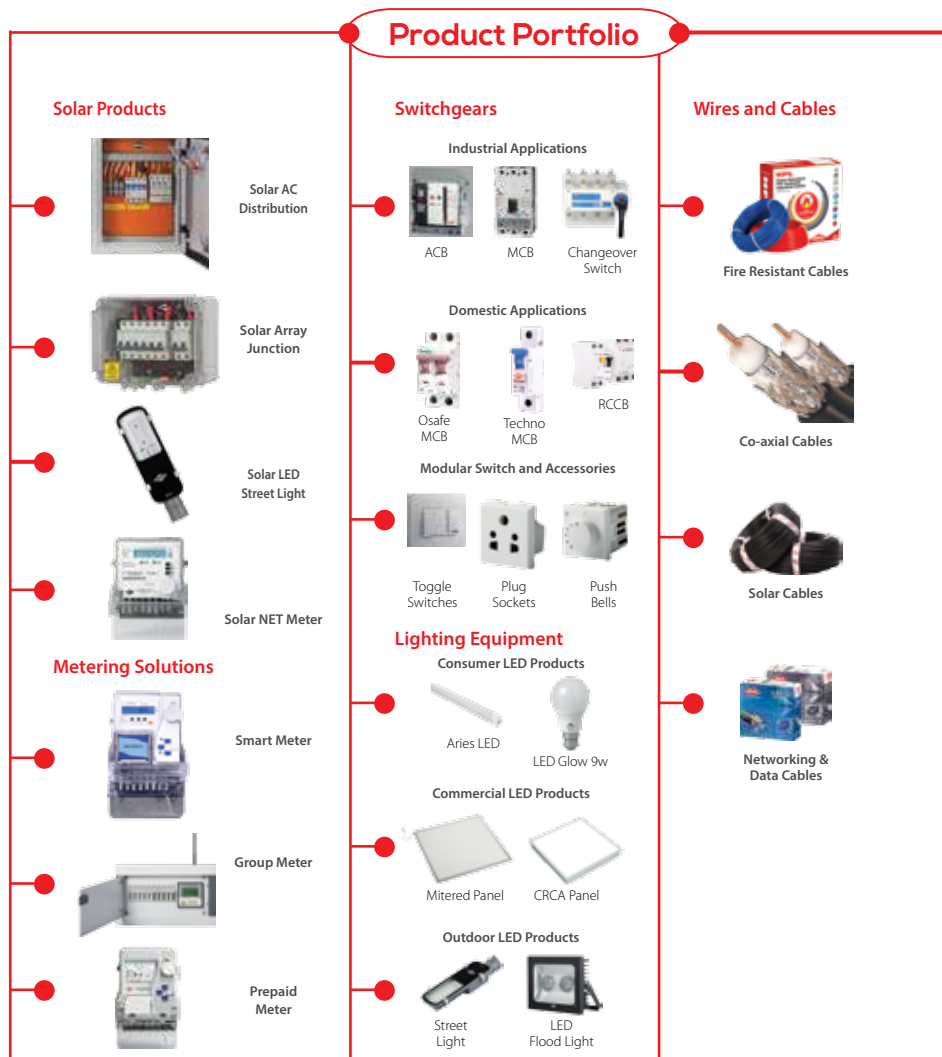 Product Portfolio
Solar Products
Solar AC
Distribution
Solar Array
Junction
Solar LED
Street Light
Solar NET Meter
Metering Solutions
Smart Meter
Group Meter
Prepaid
Meter
Switchgears
Industrial Applications
ACB
MCB
Changeover
Switch
Domestic Applications
Osafe
MCB
Techno
MCB
RCCB
Modular Switch and Accessories
Toggle
Switches
Plug
Sockets
Push
Bells
Lighting Equipment
Consumer LED Products
Aries LED
LED Glow 9w
Commercial LED Products
Mitered Panel
CRCA Panel
Outdoor LED Products
Street
Light
LED
Flood Light
Wires and Cables
Fire Resistant Cables
Co-axial Cables
Solar Cables
Networking &
Data Cables